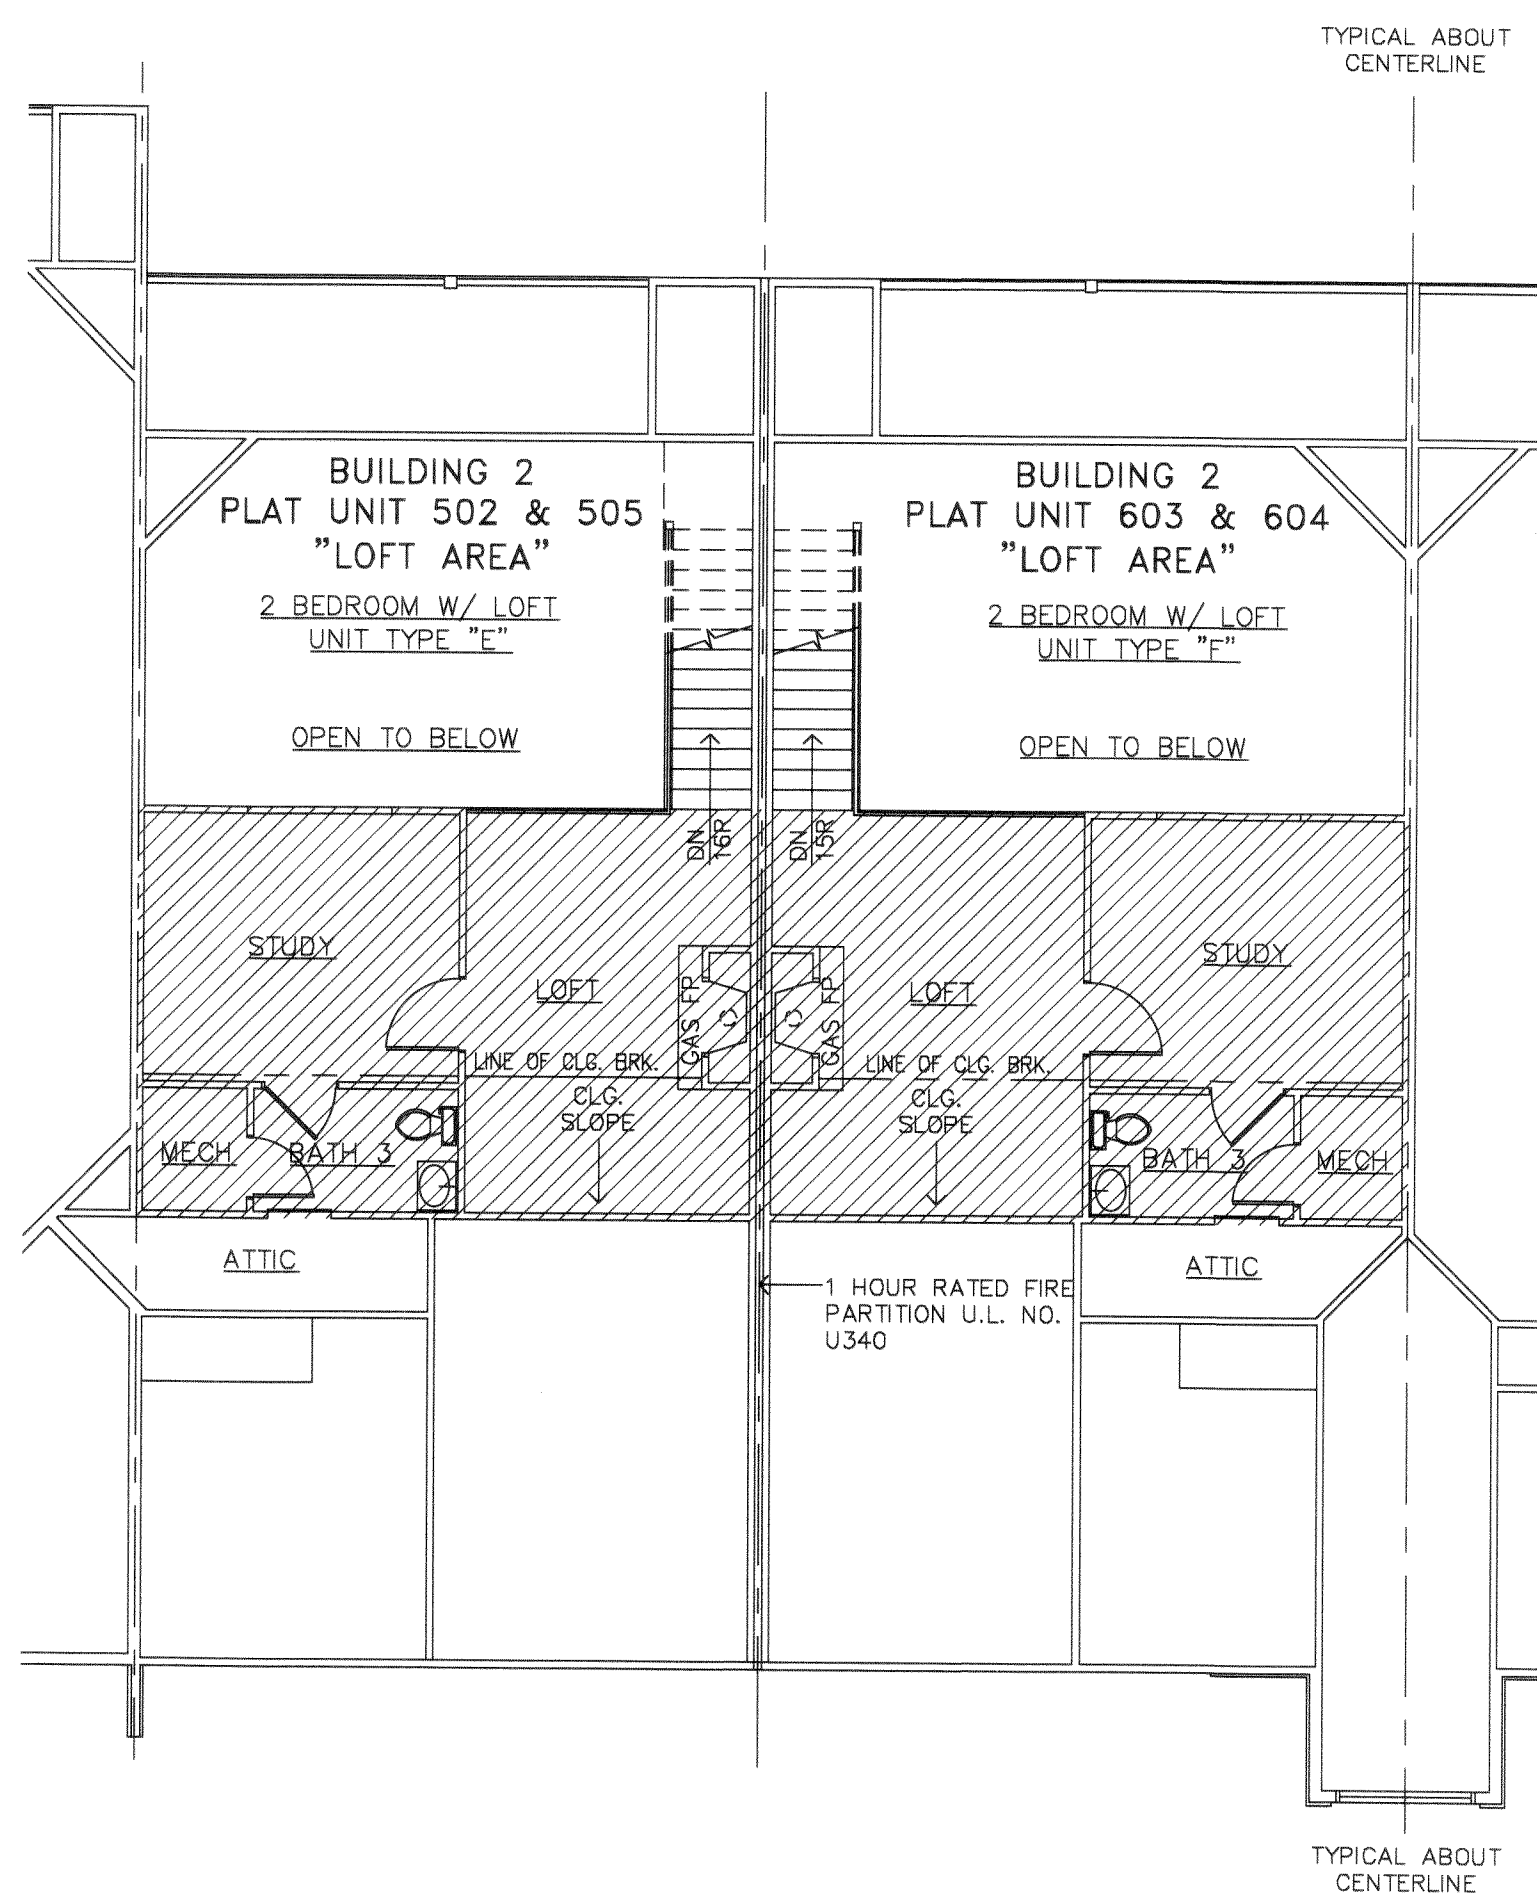 TYPICAL ABOUT
CENTERLINE
BUILDING 2
PLAT UNIT 502 & 505
"LOFT AREA"
2 BEDROOM W/ LOFT
UNIT TYPE "E"
OPEN TO BELOW
BUILDING 2
PLAT UNIT 603 & 604
"LOFT AREA"
2 BEDROOM W/ LOFT
UNIT TYPE "F"
OPEN TO BELOW
DN
16R
DN
15R
STUDY
LOFT
GAS FP
GAS FP
LOFT
STUDY
LINE OF CLG. BRK.
LINE OF CLG. BRK.
CLG.
SLOPE
CLG.
SLOPE
MECH
BATH 3
BATH 3
MECH
ATTIC
ATTIC
1 HOUR RATED FIRE
PARTITION U.L. NO.
U340
TYPICAL ABOUT
CENTERLINE